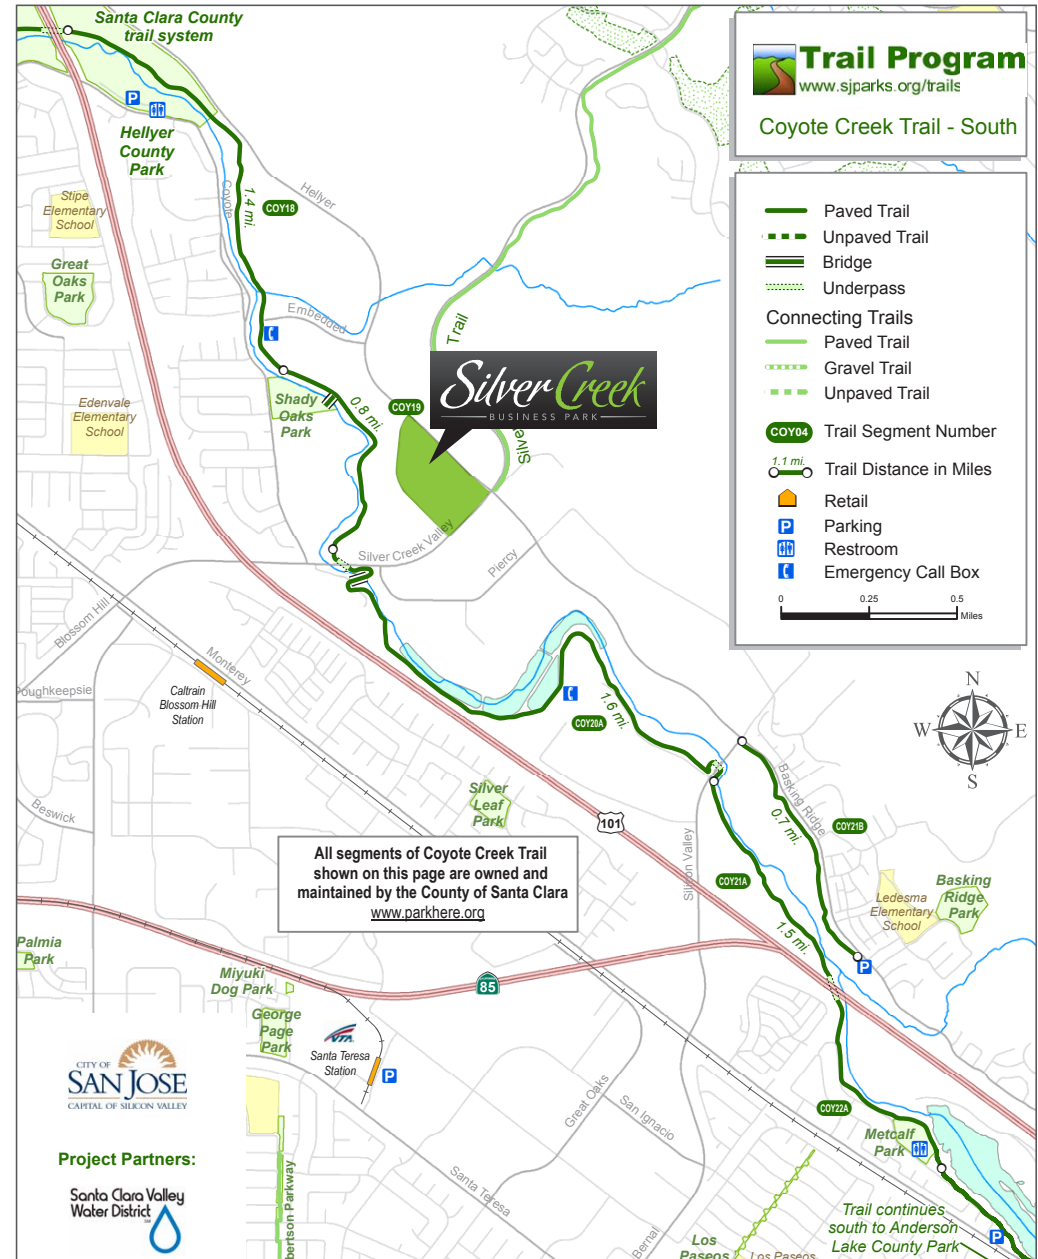 Santa Clara County
trail system
Trail Program
www.sjparks.org/trails
Coyote Creek Trail - South
P
Hellyer
County
Park
Coyote
1.4 mi.
COY18
Hellyer
Stipe
Elementary
School
Great
Oaks
Park
Embedded
Trail
Silver Creek
BUSINESS PARK
Silve
COY19
0.8 mi.
Shady
Oaks
Park
Edenvale
Elementary
School
Paved Trail
Unpaved Trail
Bridge
Underpass
Connecting Trails
Paved Trail
Gravel Trail
Unpaved Trail
COY04 Trail Segment Number
1.1 mi. Trail Distance in Miles
Retail
P Parking
Restroom
Emergency Call Box
0 0.25 0.5
Miles
Silver Creek Valley
Piercy
Blossom Hill
Monterey
Poughkeepsie
Caltrain
Blossom Hill
Station
Beswick
1.6 mi.
COY20A
N
W E
S
Silver
Leaf
Park
101
Basking Ridge
0.7 mi.
COY21B
Silicon Valley
COY21A
1.5 mi.
All segments of Coyote Creek Trail
shown on this page are owned and
maintained by the County of Santa Clara
www.parkhere.org
Ledesma
Elementary
School
Basking
Ridge
Park
P
Palmia
Park
Miyuki
Dog Park
85
George
Page
Park
VTA
Santa Teresa
Station
P
CITY OF
SAN JOSE
CAPITAL OF SILICON VALLEY
Great Oaks
San Ignacio
COY22A
Metcalf
Park
Project Partners:
Santa Clara Valley
Water District
bertson Parkway
Santa Teresa
Bernal
Los
Paseos
Los Paseos
Trail continues
south to Anderson
Lake County Park
P